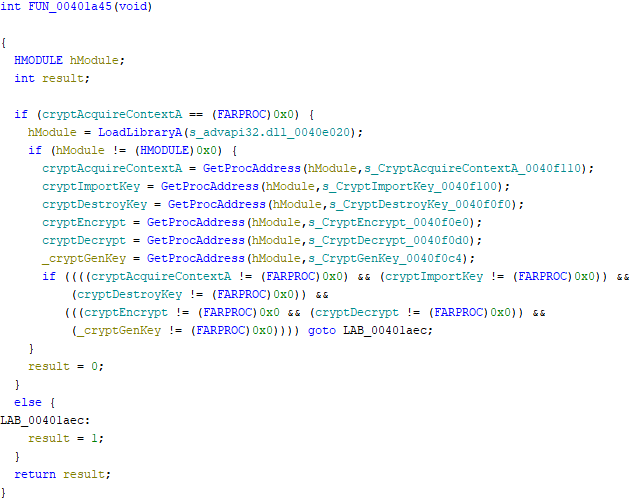 int FUN_00401a45(void)
{
HMODULE hModule;
int result;
if (cryptAcquireContextA == (FARPROC)0x0) {
hModule = LoadLibraryA(s_advapi32.dll_0040e020);
if (hModule != (HMODULE)0x0) {
cryptAcquireContextA = GetProcAddress(hModule,s_CryptAcquireContextA_0040f110);
cryptImportKey = GetProcAddress(hModule,s_CryptImportKey_0040f100);
cryptDestroyKey = GetProcAddress(hModule,s_CryptDestroyKey_0040f0f0);
cryptEncrypt = GetProcAddress(hModule,s_CryptEncrypt_0040f0e0);
cryptDecrypt = GetProcAddress(hModule,s_CryptDecrypt_0040f0d0);
_cryptGenKey = GetProcAddress(hModule,s_CryptGenKey_0040f0c4);
if ((((cryptAcquireContextA != (FARPROC)0x0) && (cryptImportKey != (FARPROC)0x0)) &&
(cryptDestroyKey != (FARPROC)0x0)) &&
(((cryptEncrypt != (FARPROC)0x0 && (cryptDecrypt != (FARPROC)0x0)) &&
(_cryptGenKey != (FARPROC)0x0)))) goto LAB_00401aec;
}
result = 0;
}
else {
LAB_00401aec:
result = 1;
}
return result;
}